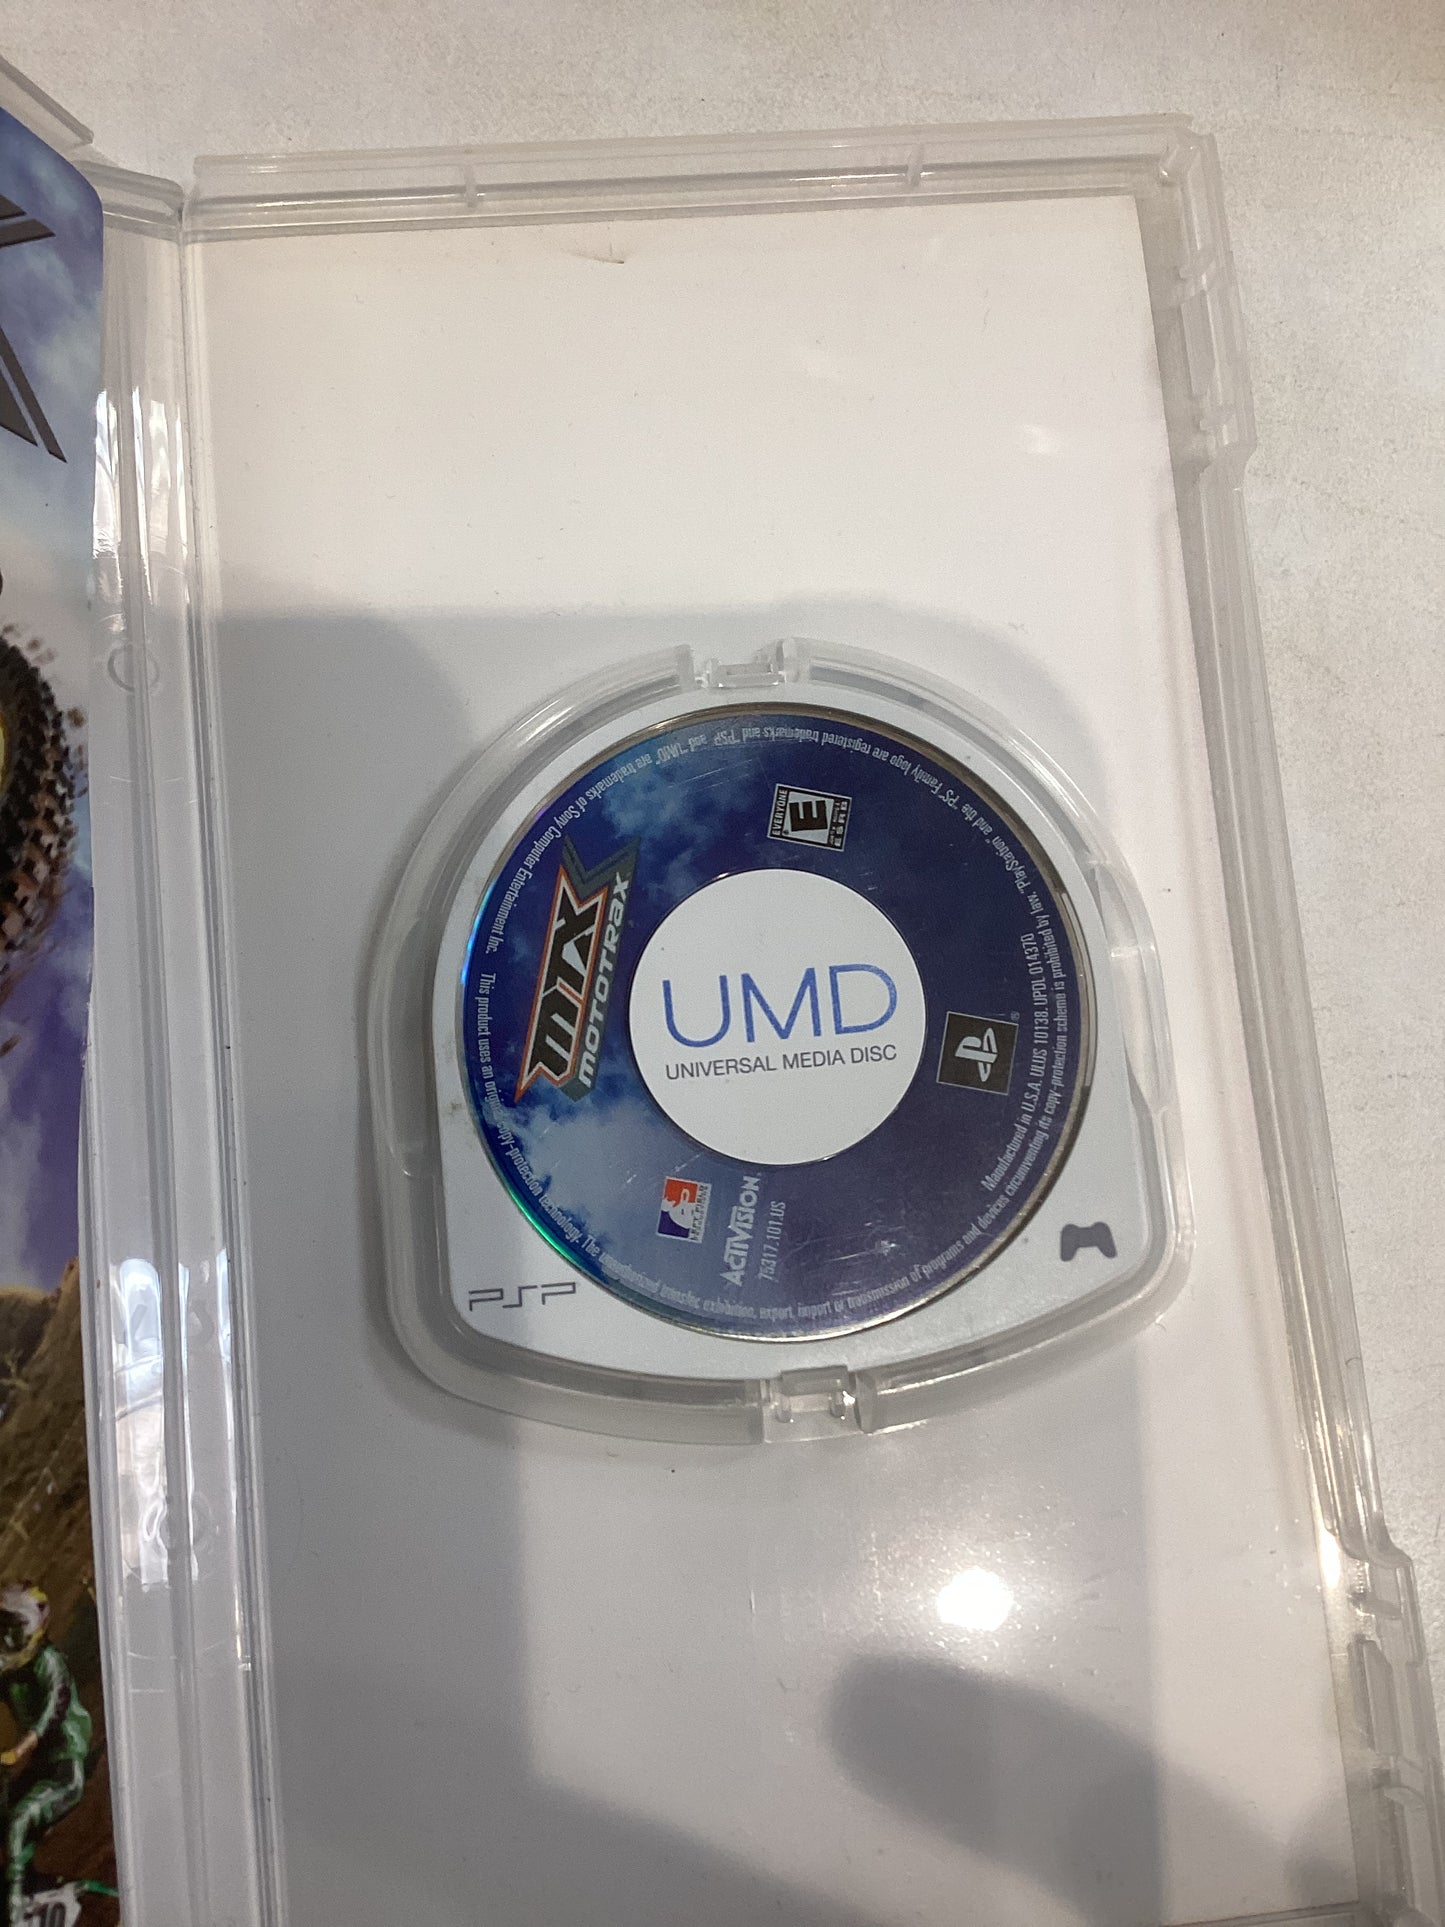 This product uses an original copy-protection technology. The unauthorized transfer, exhibition, export, import or transmission of programs and devices circumventing its copy-protection scheme is prohibited by law. "PlayStation" and the "PS" Family logo are registered trademarks and "PSP" and "UMD" are trademarks of Sony Computer Entertainment Inc.
EVERYONE
E
ESRB
MTX
MOTOTRAX
UMD
UNIVERSAL MEDIA DISC
Manufactured in U.S.A. ULUS 10138. UPDL 014370
®
ACTIVISION
75317.101.US
PSP
10